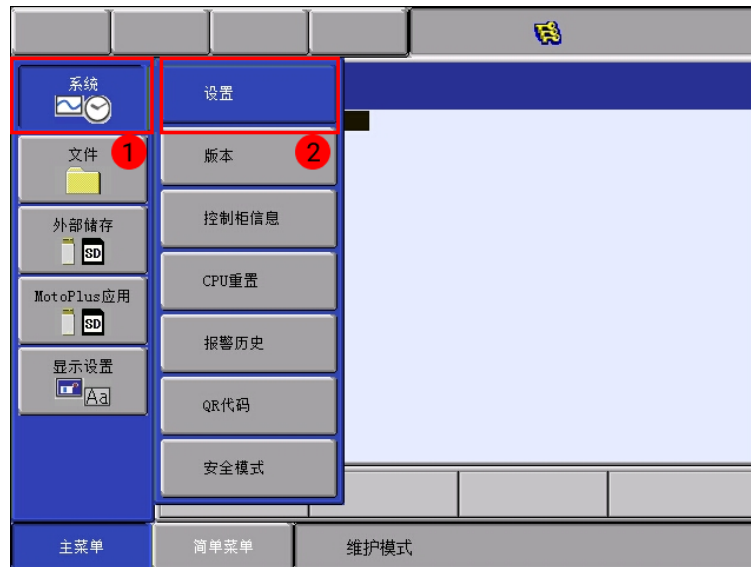 系统
设置
文件
1
版本
2
外部储存
SD
控制柜信息
MotoPlus应用
SD
CPU重置
显示设置
Aa
报警历史
QR代码
安全模式
主菜单
简单菜单
维护模式